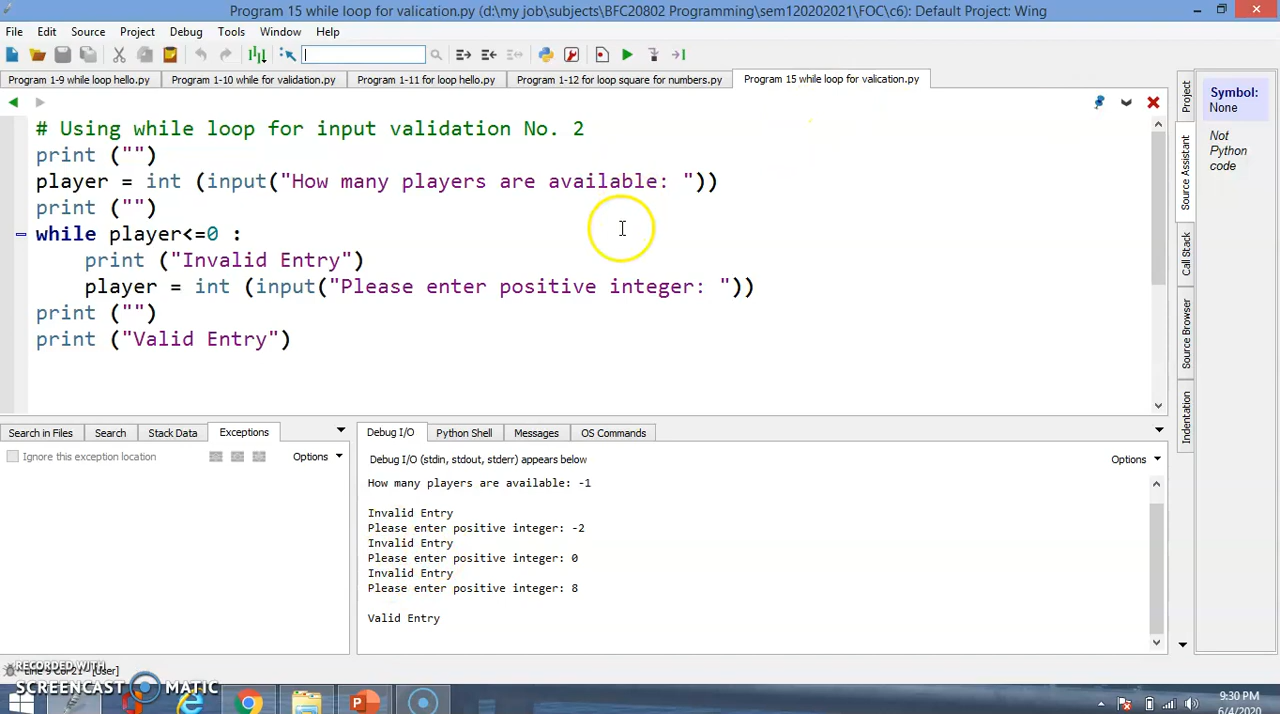 Program 15 while loop for valication.py (d:\my job\subjects\BFC20802 Programming\sem120202021\FOC\c6): Default Project: Wing
File Edit Source Project Debug Tools Window Help
Program 1-9 while loop hello.py Program 1-10 while for validation.py Program 1-11 for loop hello.py Program 1-12 for loop square for numbers.py Program 15 while loop for valication.py
# Using while loop for input validation No. 2
print ("")
player = int (input("How many players are available: "))
print ("")
while player<=0 :
    print ("Invalid Entry")
    player = int (input("Please enter positive integer: "))
print ("")
print ("Valid Entry")
Project
Source Assistant
Call Stack
Source Browser
Indentation
Symbol:
None
Not
Python
code
Search in Files Search Stack Data Exceptions
Ignore this exception location Options
Debug I/O Python Shell Messages OS Commands
Debug I/O (stdin, stdout, stderr) appears below Options
How many players are available: -1
Invalid Entry
Please enter positive integer: -2
Invalid Entry
Please enter positive integer: 0
Invalid Entry
Please enter positive integer: 8
Valid Entry
Line 9 Col 21 - [User]
RECORDED WITH
SCREENCAST MATIC
9:30 PM
6/4/2020